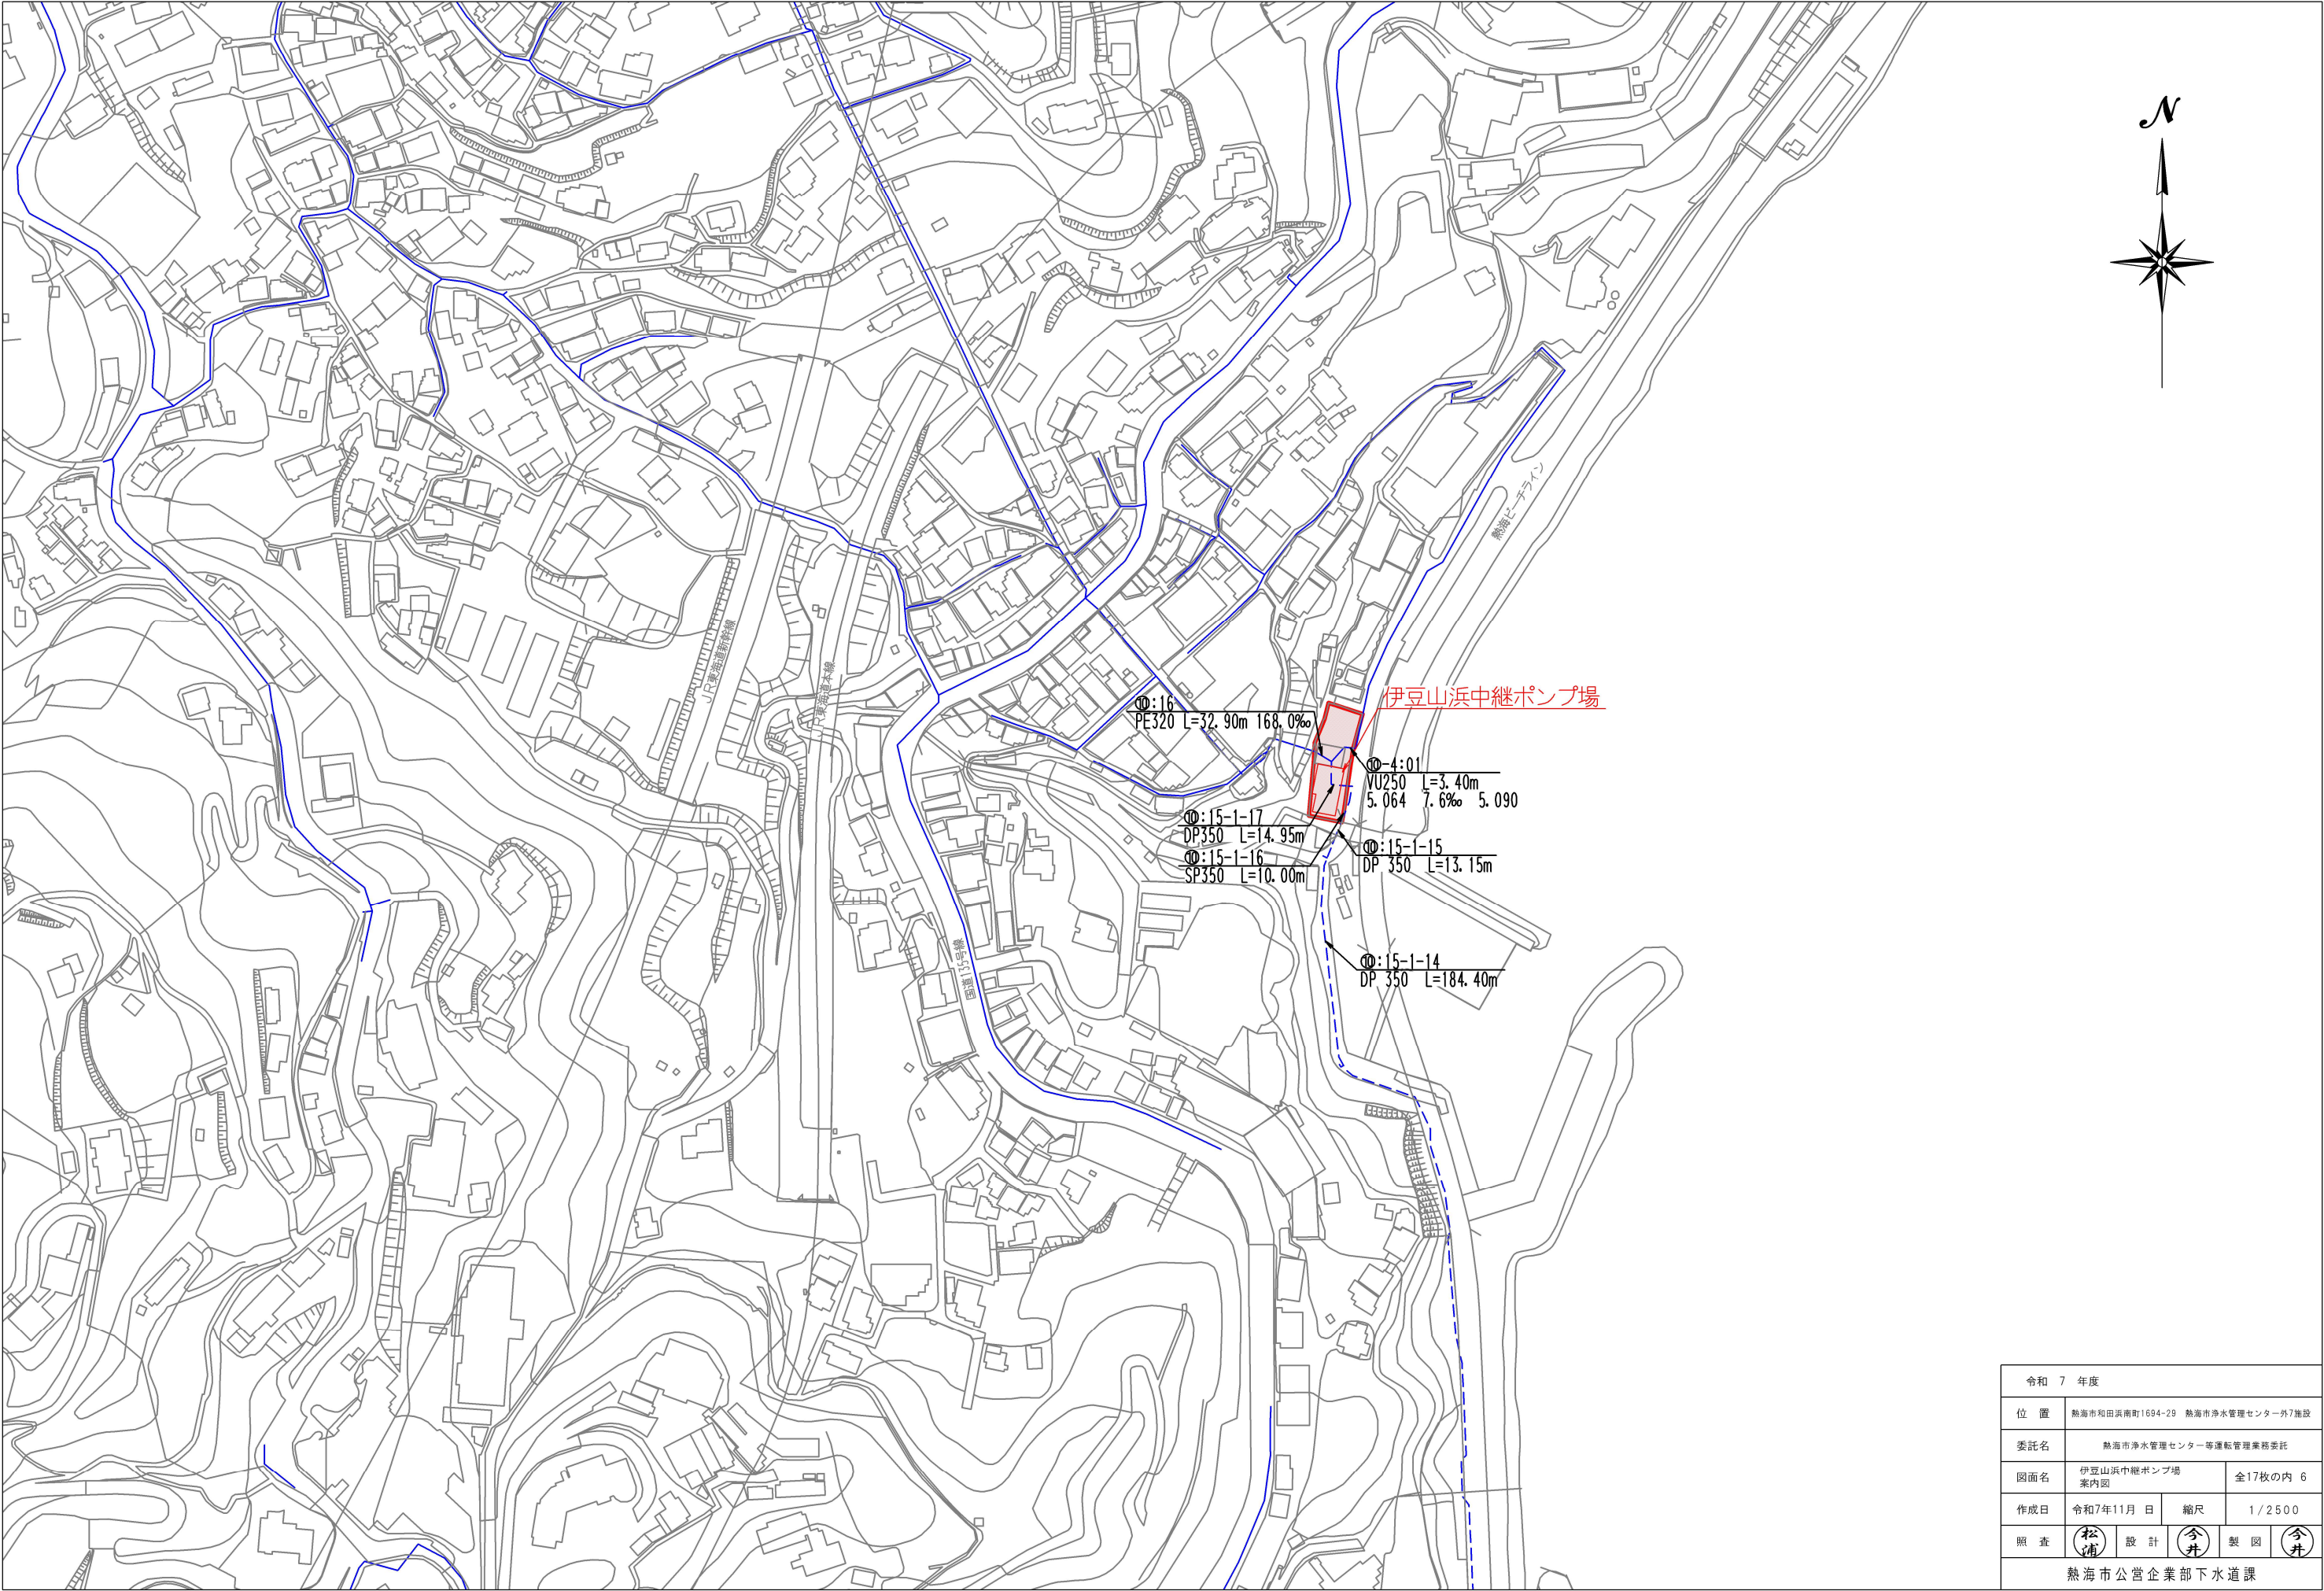 N
熱海ビーチライン
JR東海道新幹線
JR東海道本線
国道135号線
伊豆山浜中継ポンプ場
⑩:16
PE320 L=32.90m 168.0‰
⑩-4:01
VU250 L=3.40m
5.064 7.6‰ 5.090
⑩:15-1-17
DP350 L=14.95m
⑩:15-1-16
SP350 L=10.00m
⑩:15-1-15
DP 350 L=13.15m
⑩:15-1-14
DP 350 L=184.40m
令和 7 年度
位 置 熱海市和田浜南町1694-29 熱海市浄水管理センター外7施設
委託名 熱海市浄水管理センター等運転管理業務委託
図面名 伊豆山浜中継ポンプ場
案内図 全17枚の内 6
作成日 令和7年11月 日 縮尺 1/2500
照 査 松浦 設 計 今井 製 図 今井
熱海市公営企業部下水道課